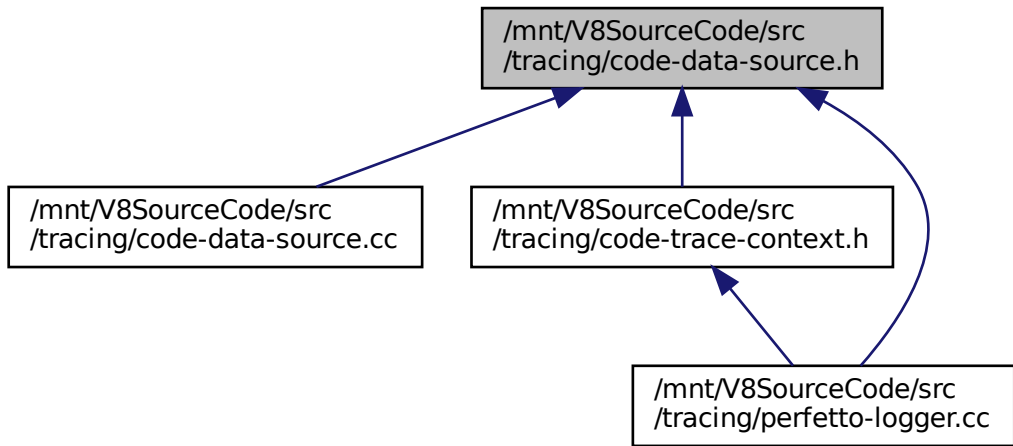 /mnt/V8SourceCode/src
/tracing/code-data-source.h
/mnt/V8SourceCode/src
/tracing/code-data-source.cc
/mnt/V8SourceCode/src
/tracing/code-trace-context.h
/mnt/V8SourceCode/src
/tracing/perfetto-logger.cc